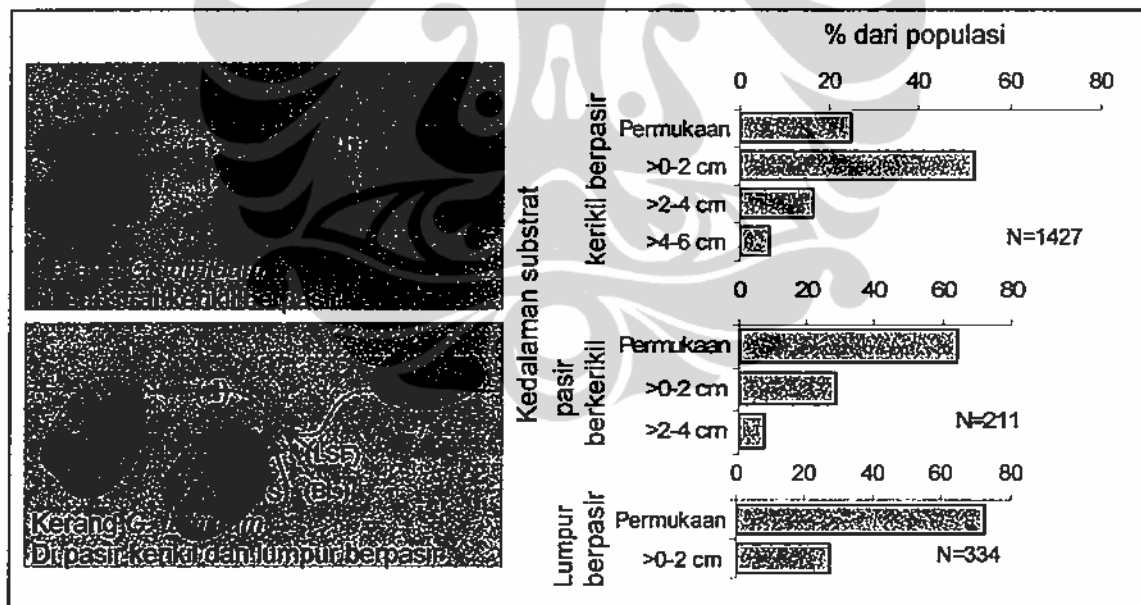 % dari populasi
0 20 40 60 80
Kedalaman substrat
kerikil berpasir
Permukaan
>0-2 cm
>2-4 cm
>4-6 cm
N=1427
0 20 40 60 80
pasir
berkerikil
Permukaan
>0-2 cm
>2-4 cm
N=211
0 20 40 60 80
Lumpur
berpasir
Permukaan
>0-2 cm
N=334
(LSF)
(BS)
Kerang G.
Di pasir kerikil dan lumpur berpasir